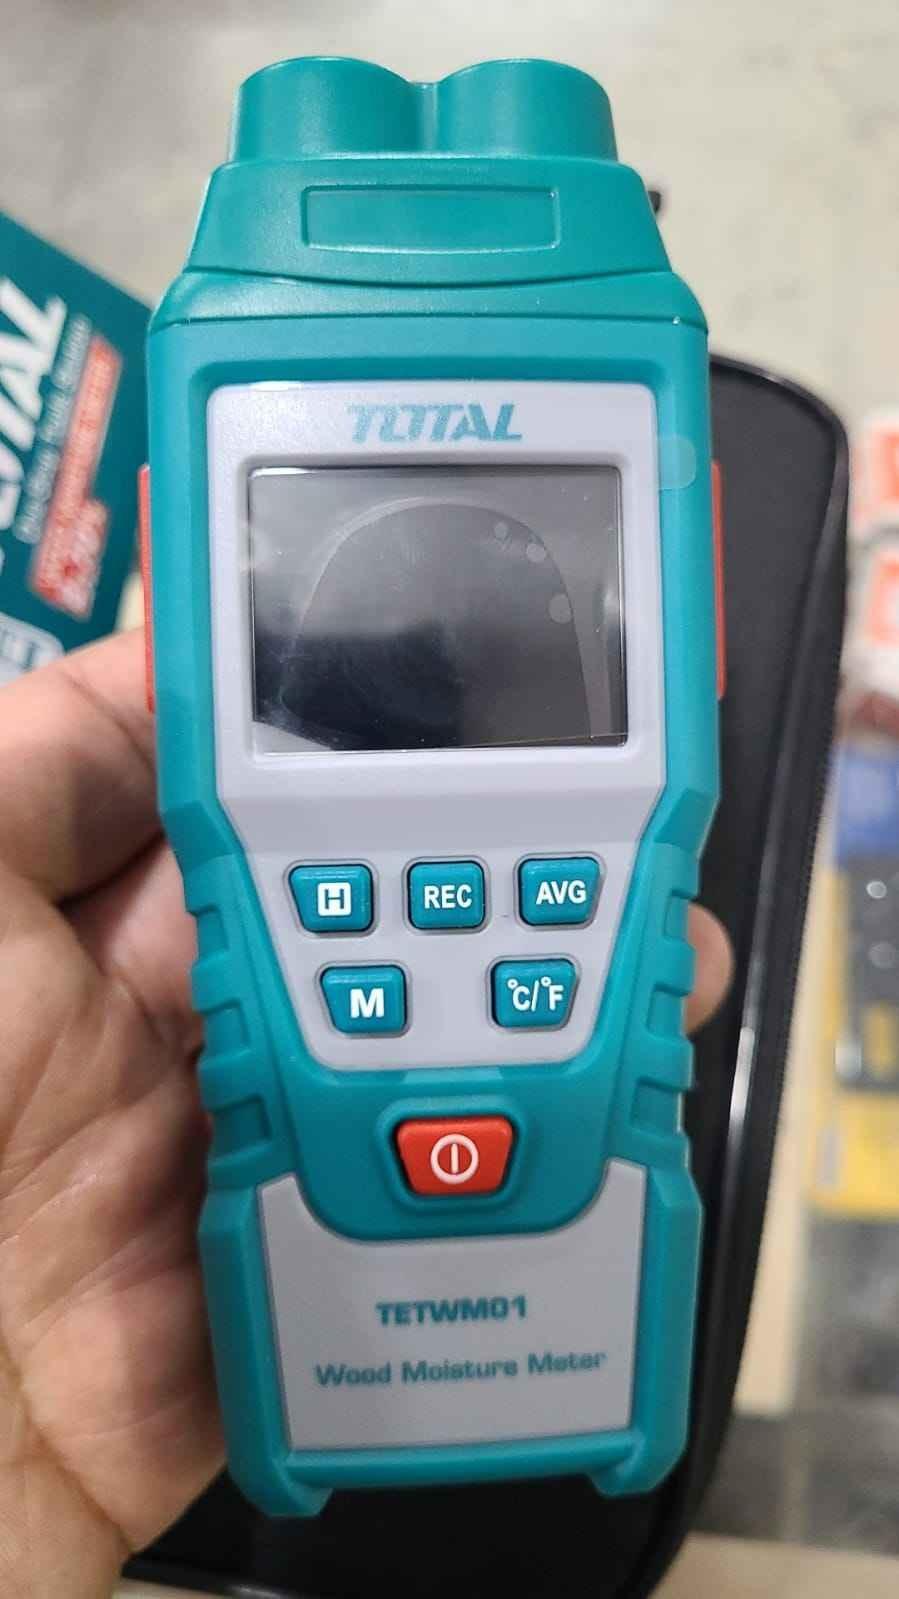 TOTAL
TOTAL
H REC AVG
M °C/°F
TETWM01
Wood Moisture Meter